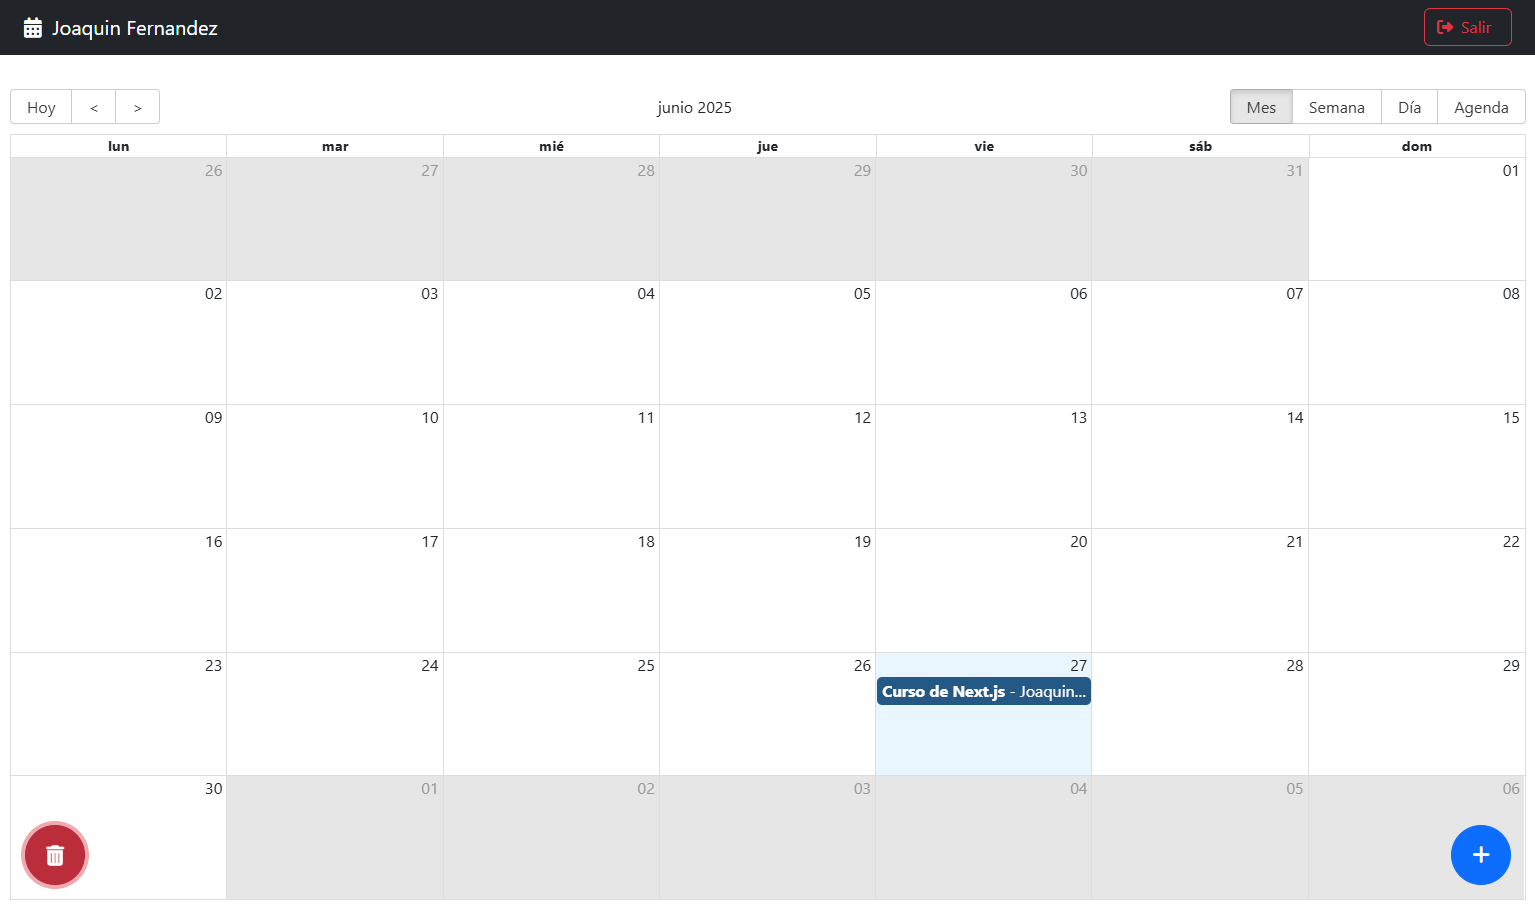 Joaquin Fernandez
Salir
Hoy < > junio 2025 Mes Semana Día Agenda
lun mar mié jue vie sáb dom
26 27 28 29 30 31 01
02 03 04 05 06 07 08
09 10 11 12 13 14 15
16 17 18 19 20 21 22
23 24 25 26 27 28 29
Curso de Next.js - Joaquin...
30 01 02 03 04 05 06
+